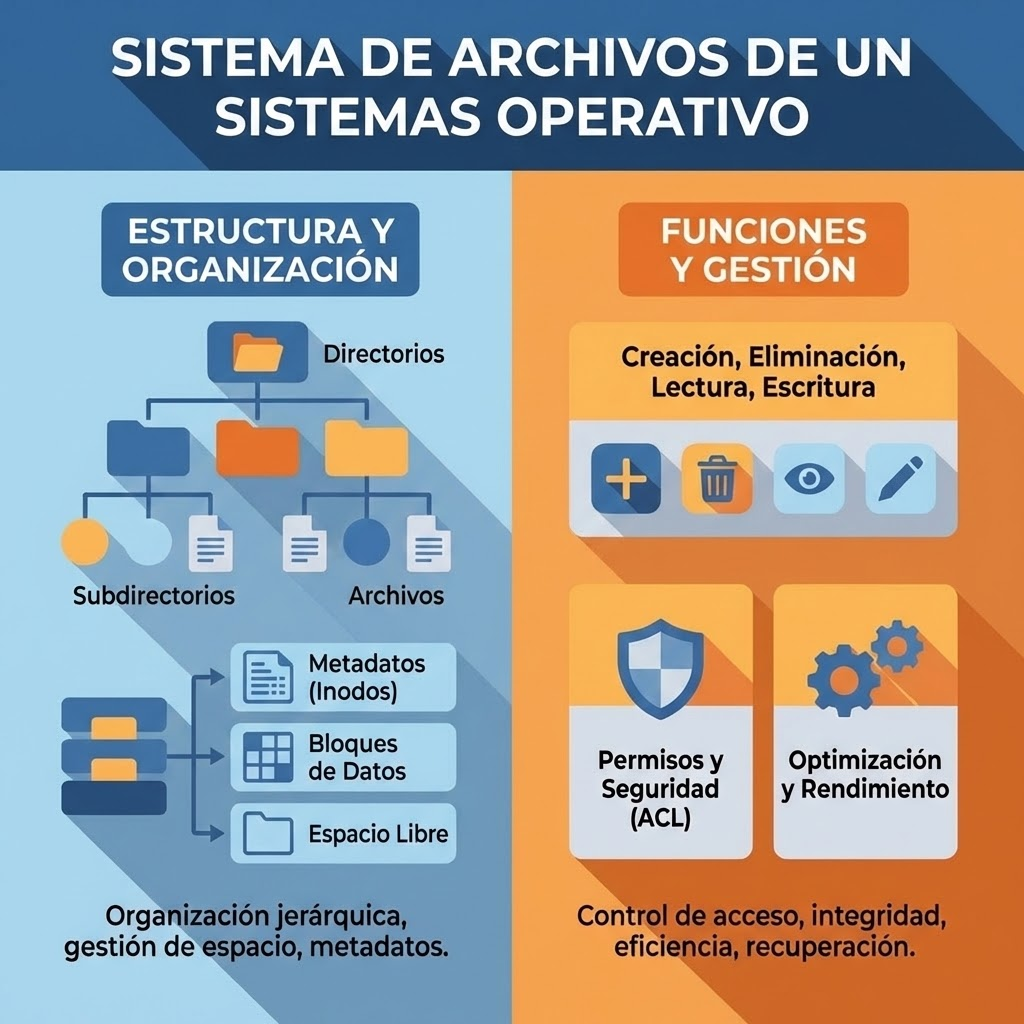 SISTEMA DE ARCHIVOS DE UN
SISTEMAS OPERATIVO
ESTRUCTURA Y
ORGANIZACIÓN
Directorios
Subdirectorios
Archivos
Metadatos
(Inodos)
Bloques
de Datos
Espacio Libre
Organización jerárquica,
gestión de espacio, metadatos.
FUNCIONES
Y GESTIÓN
Creación, Eliminación,
Lectura, Escritura
Permisos y
Seguridad
(ACL)
Optimización
y Rendimiento
Control de acceso, integridad,
eficiencia, recuperación.